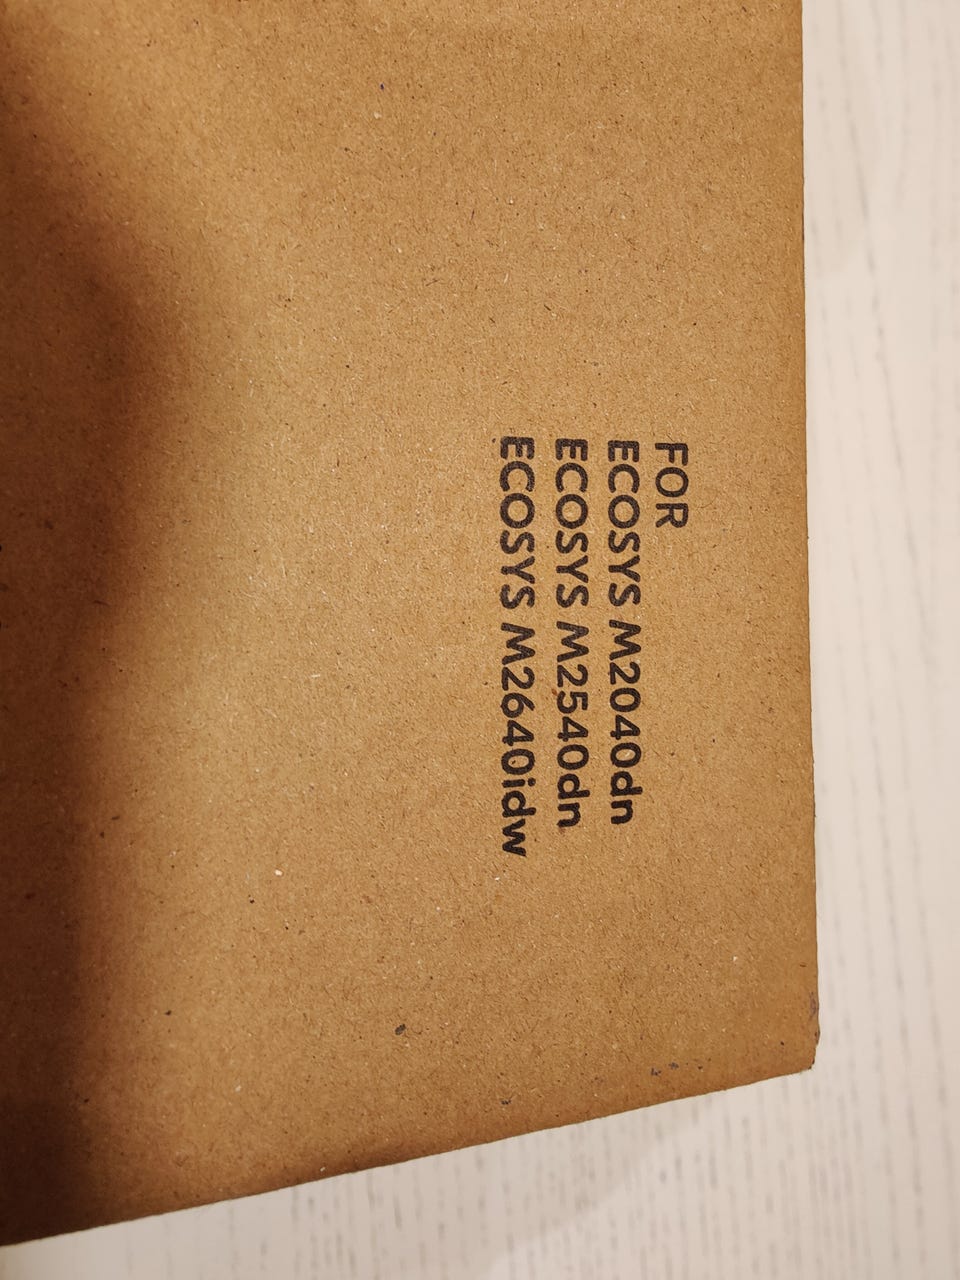 FOR
ECOSYS M2040dn
ECOSYS M2540dn
ECOSYS M2640idw